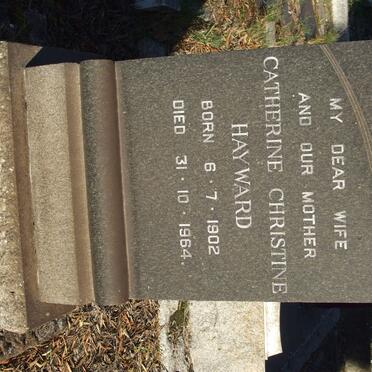 MY DEAR WIFE
AND OUR MOTHER
CATHERINE CHRISTINE
HAYWARD
BORN 6·7·1902
DIED 31·10·1964.